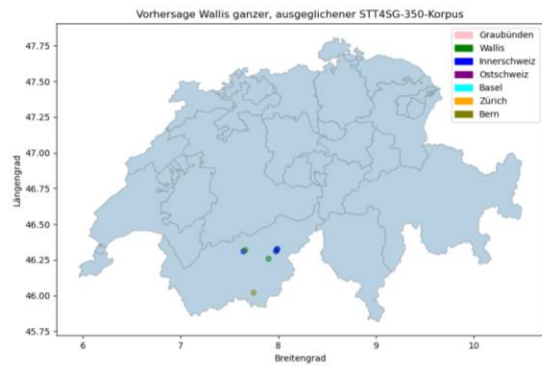 Vorhersage Wallis ganzer, ausgeglichener STT4SG-350-Korpus
Graubünden
Wallis
Innerschweiz
Ostschweiz
Basel
Zürich
Bern
47.75
47.50
47.25
47.00
46.75
46.50
46.25
46.00
45.75
Längengrad
6
7
8
9
10
Breitengrad